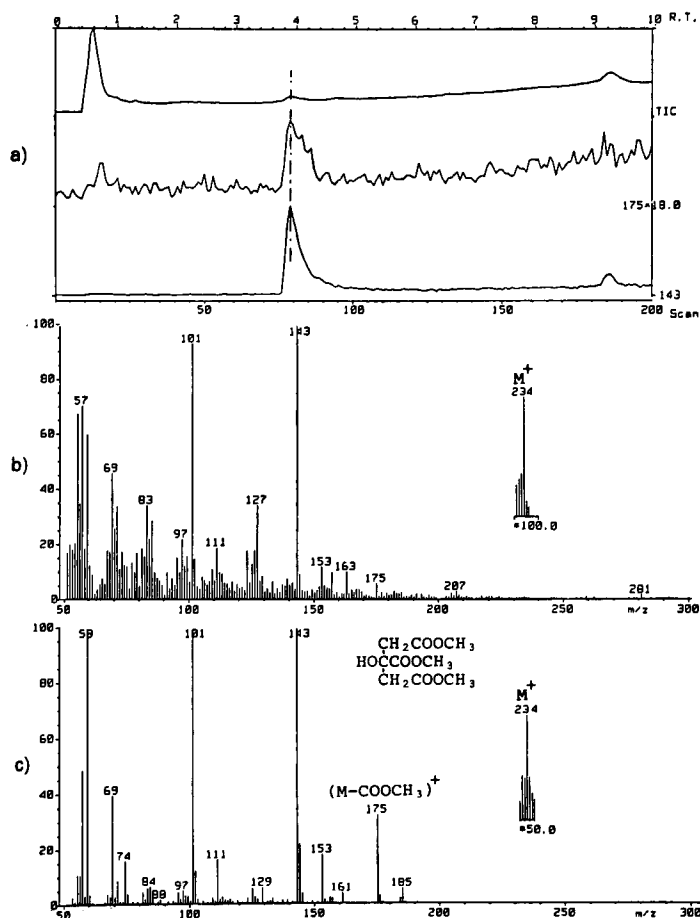 0 1 2 3 4 5 6 7 8 9 10 R.T.
TIC
a)
175*18.0
143
50 100 150 200 Scan
100 101 143
M+
234
80
57
60
b)
69
40
83 127
97
20 111 *100.0
153 163
175
207 281
0
50 100 150 200 250 m/z 300
100 59 101 143
CH2COOCH3
HOCCOOCH3
CH2COOCH3
M+
234
80
60
c)
(M-COOCH3)+
69 175
40
74 111 153 *50.0
20
84 88 97 129 161 185
0
50 100 150 200 250 m/z 300